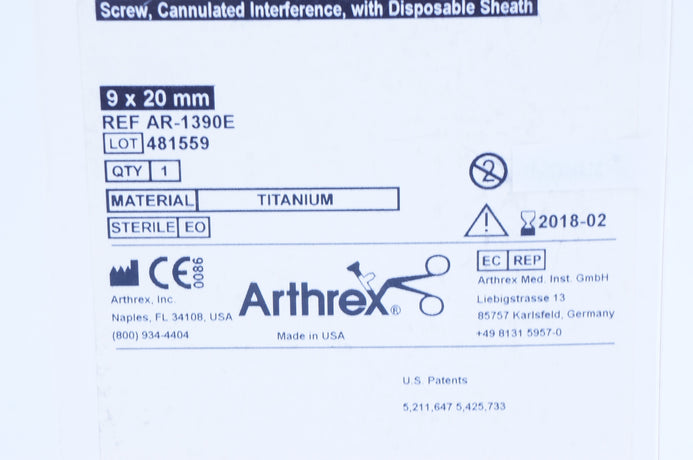 Screw, Cannulated Interference, with Disposable Sheath
9 x 20 mm
REF AR-1390E
LOT 481559
QTY 1
2
MATERIAL TITANIUM
STERILE EO
2018-02
CE 0086
EC REP
Arthrex
®
Arthrex, Inc.
Naples, FL 34108, USA
(800) 934-4404
Made in USA
Arthrex Med. Inst. GmbH
Liebigstrasse 13
85757 Karlsfeld, Germany
+49 8131 5957-0
U.S. Patents
5,211,647 5,425,733